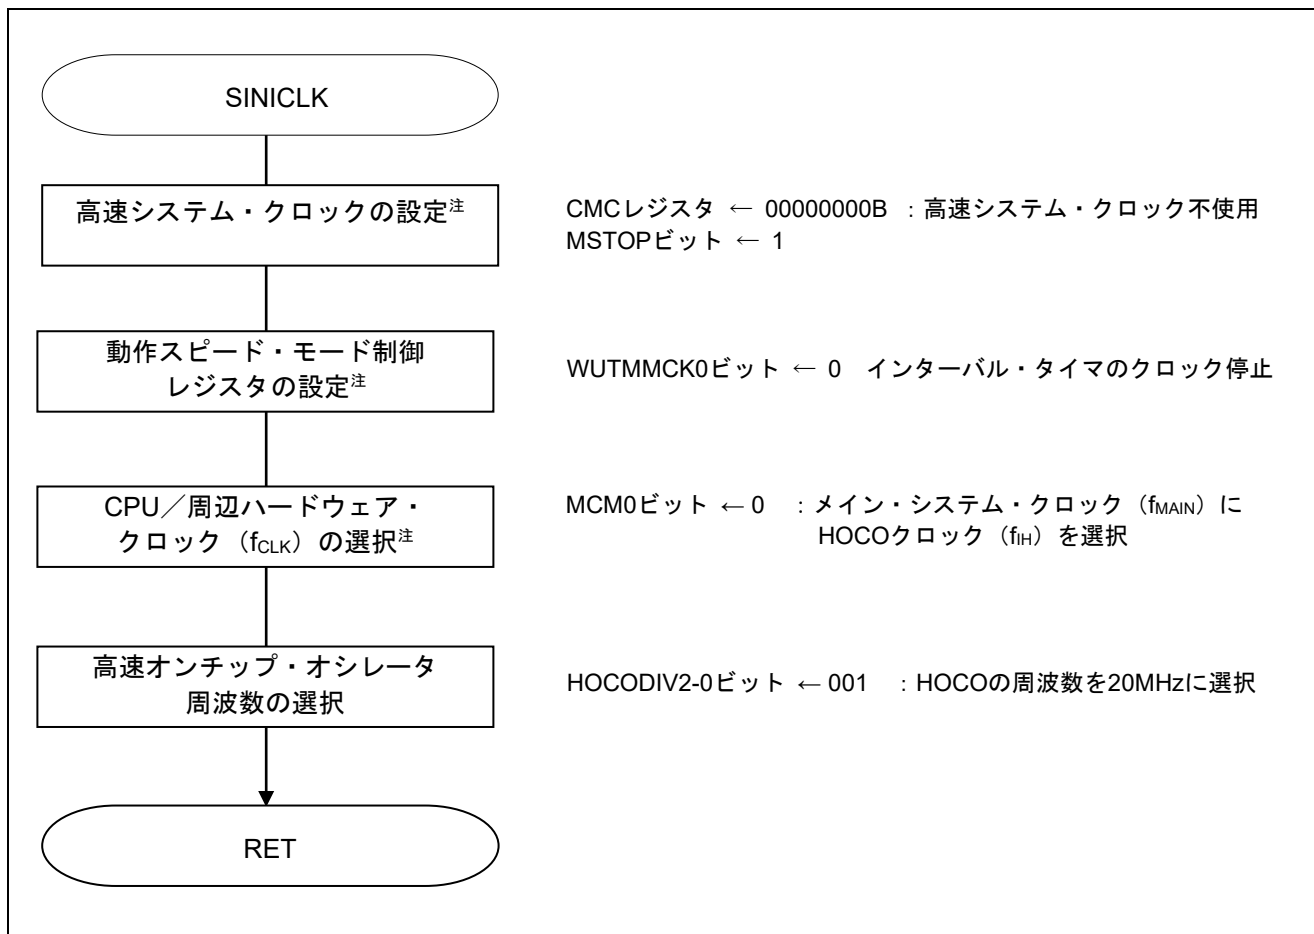 SINICLK
高速システム・クロックの設定注
CMCレジスタ ← 00000000B ：高速システム・クロック不使用
MSTOPビット ← 1
動作スピード・モード制御
レジスタの設定注
WUTMMCK0ビット ← 0　インターバル・タイマのクロック停止
CPU／周辺ハードウェア・
クロック（fCLK）の選択注
MCM0ビット ← 0　：メイン・システム・クロック（fMAIN）に
HOCOクロック（fIH）を選択
高速オンチップ・オシレータ
周波数の選択
HOCODIV2-0ビット ← 001　：HOCOの周波数を20MHzに選択
RET